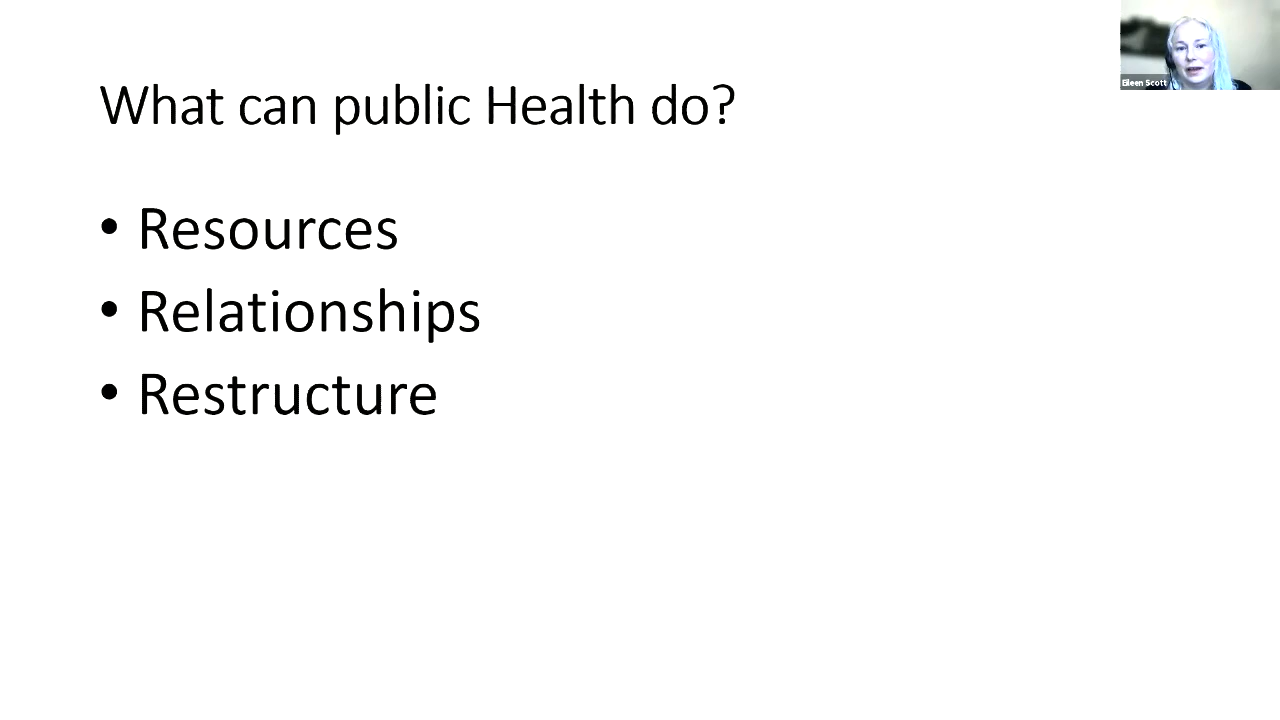 What can public Health do?
• Resources
• Relationships
• Restructure
Eileen Scott